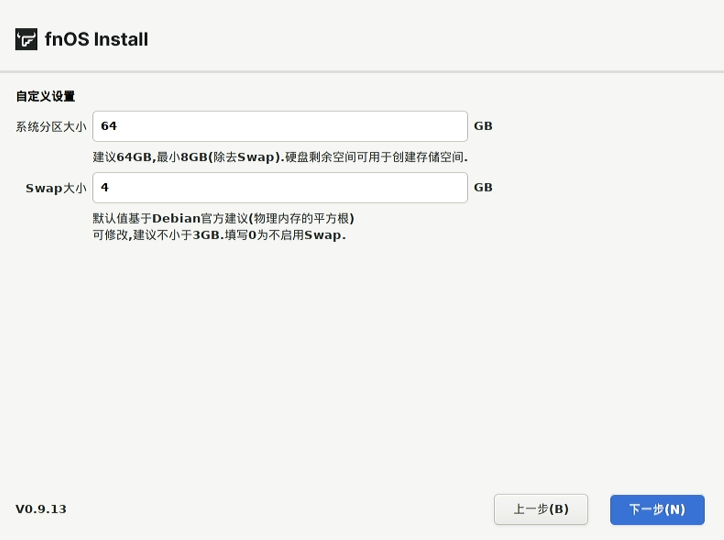 fnOS Install
自定义设置
系统分区大小 64 GB
建议64GB,最小8GB(除去Swap).硬盘剩余空间可用于创建存储空间.
Swap大小 4 GB
默认值基于Debian官方建议(物理内存的平方根)
可修改,建议不小于3GB.填写0为不启用Swap.
V0.9.13 上一步(B) 下一步(N)